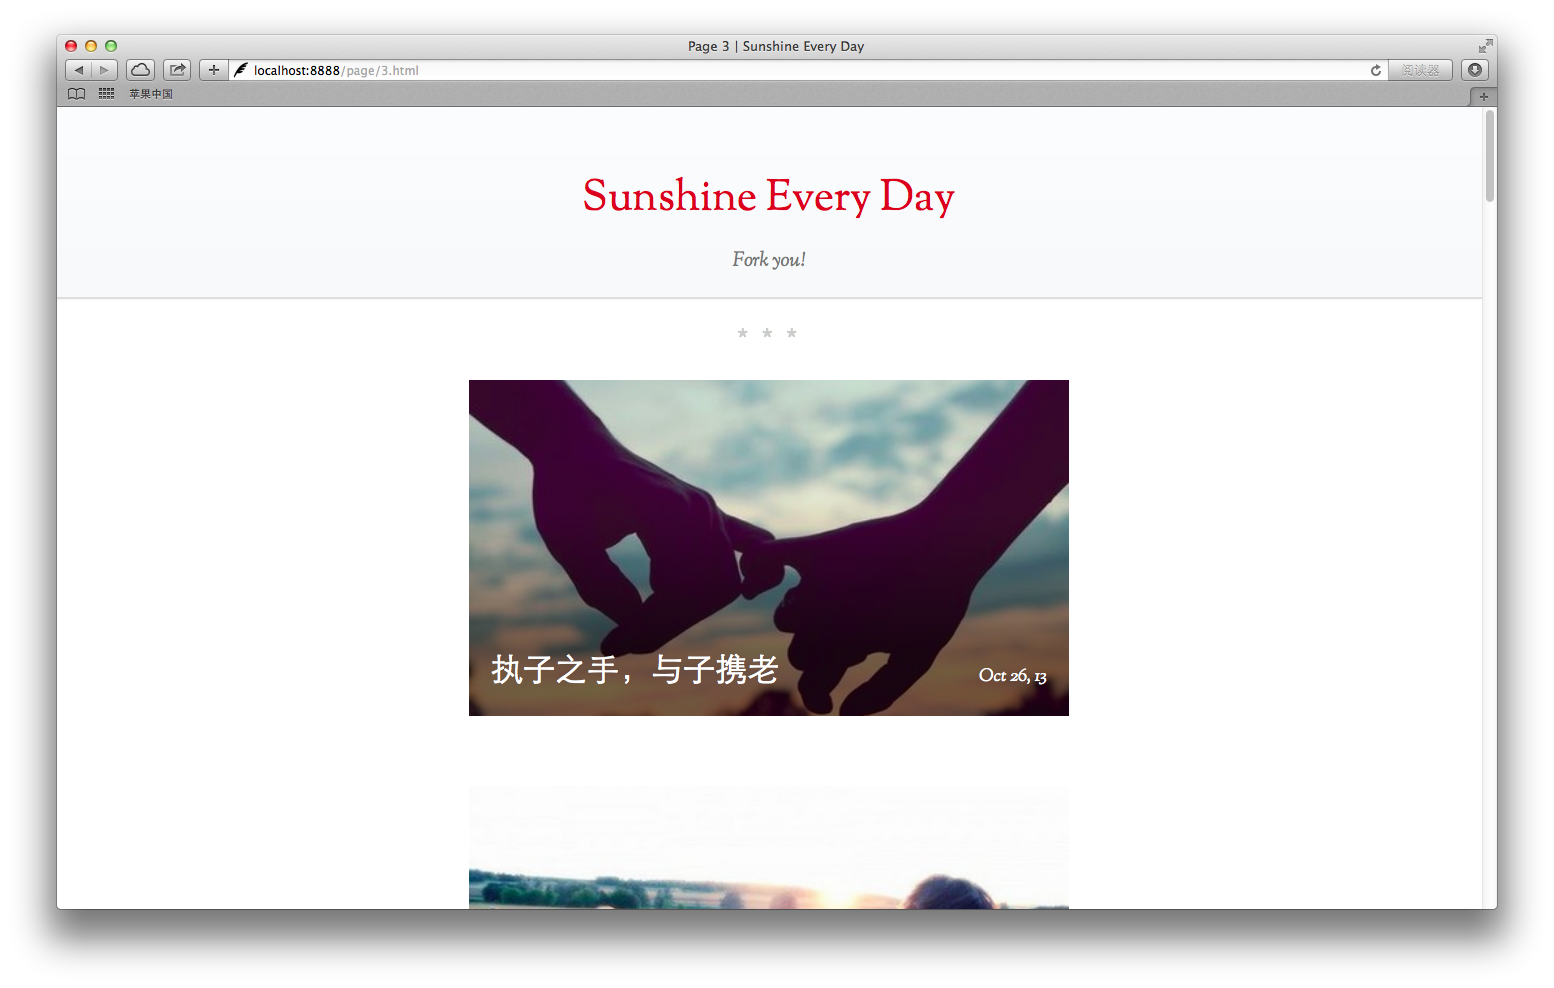 Page 3 | Sunshine Every Day
localhost:8888/page/3.html
阅读器
苹果中国
Sunshine Every Day
Fork you!
* * *
执子之手，与子携老
Oct 26, 13